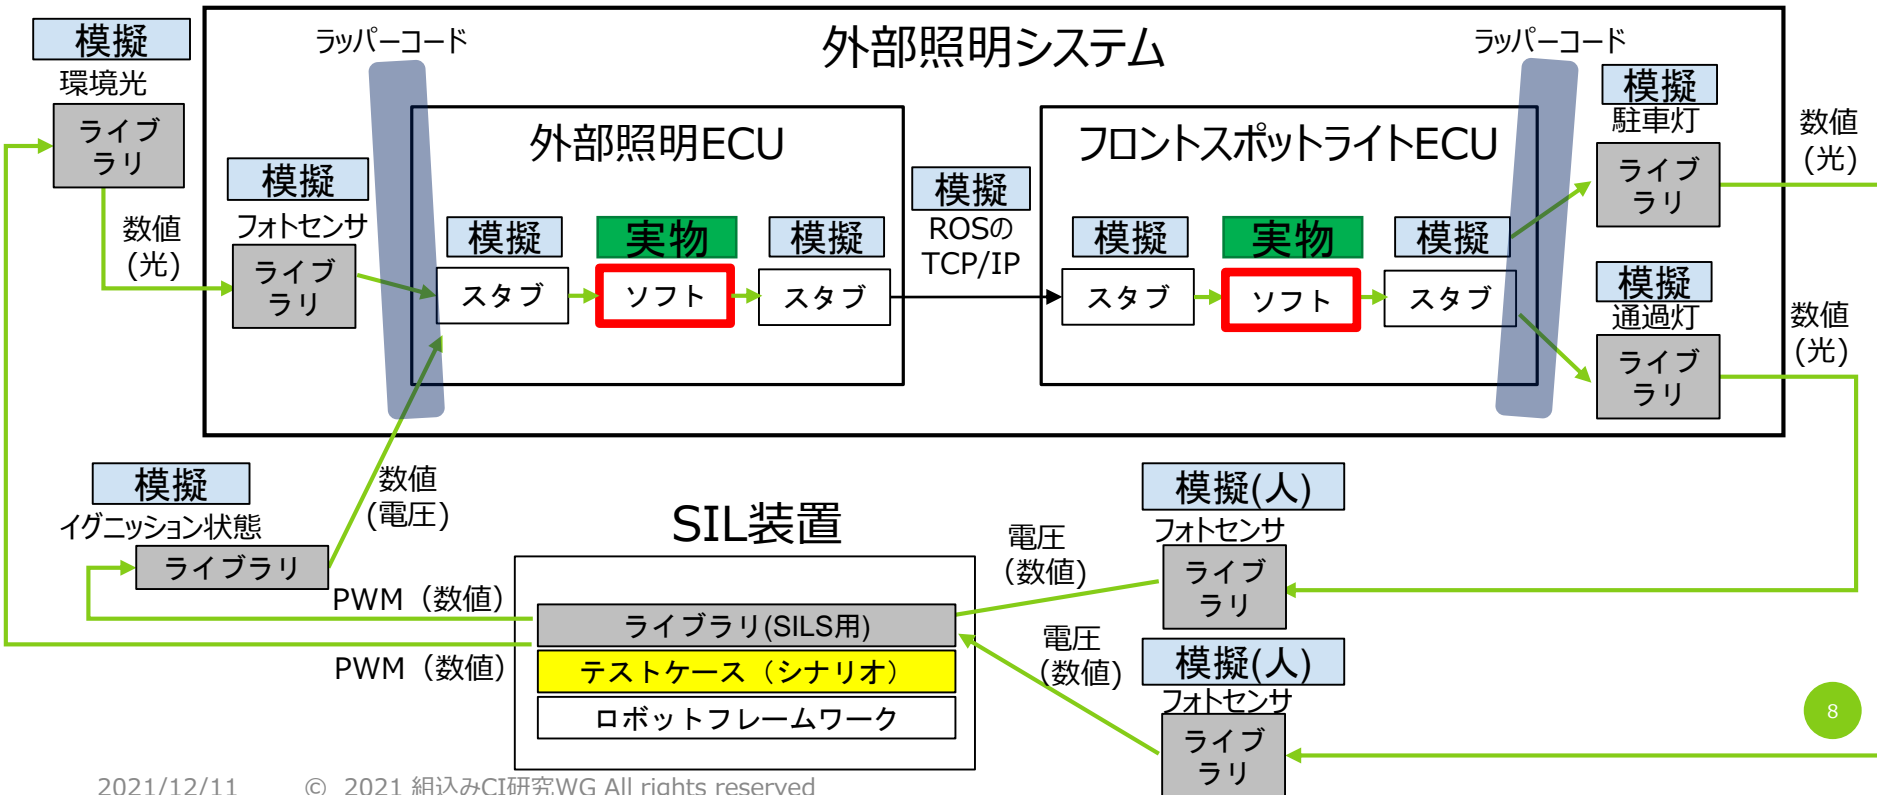 模擬
環境光
ライブ
ラリ
数値
(光)
ラッパーコード
外部照明システム
ラッパーコード
模擬
フォトセンサ
ライブ
ラリ
外部照明ECU
模擬
スタブ
実物
ソフト
模擬
スタブ
模擬
ROSの
TCP/IP
フロントスポットライトECU
模擬
スタブ
実物
ソフト
模擬
スタブ
模擬
駐車灯
ライブ
ラリ
数値
(光)
模擬
通過灯
ライブ
ラリ
数値
(光)
模擬
イグニッション状態
ライブラリ
数値
(電圧)
PWM（数値）
PWM（数値）
SIL装置
ライブラリ(SILS用)
テストケース（シナリオ）
ロボットフレームワーク
電圧
（数値）
電圧
（数値）
模擬(人)
フォトセンサ
ライブ
ラリ
模擬(人)
フォトセンサ
ライブ
ラリ
8
2021/12/11
© 2021 組込みCI研究WG All rights reserved